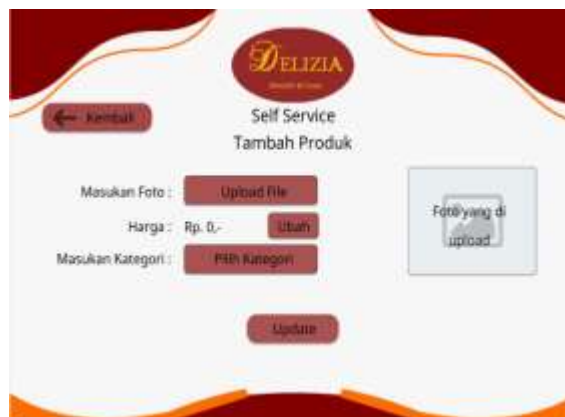 DELIZIA
Kembali
Self Service
Tambah Produk
Masukan Foto : Upload File
Harga : Rp. 0,- Ubah
Masukan Kategori : Pilih Kategori
Foto yang di
upload
Update